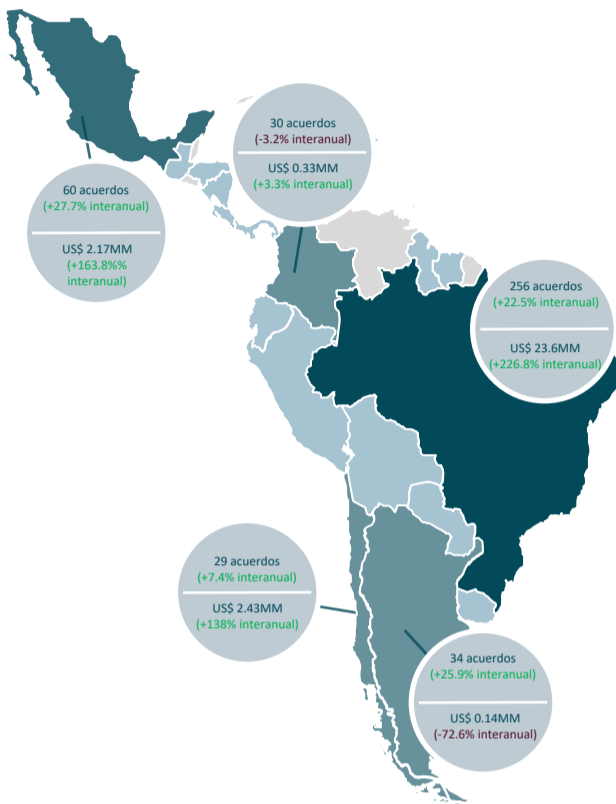 30 acuerdos
(-3.2% interanual)
US$ 0.33MM
(+3.3% interanual)
60 acuerdos
(+27.7% interanual)
US$ 2.17MM
(+163.8%%
interanual)
256 acuerdos
(+22.5% interanual)
US$ 23.6MM
(+226.8% interanual)
29 acuerdos
(+7.4% interanual)
US$ 2.43MM
(+138% interanual)
34 acuerdos
(+25.9% interanual)
US$ 0.14MM
(-72.6% interanual)